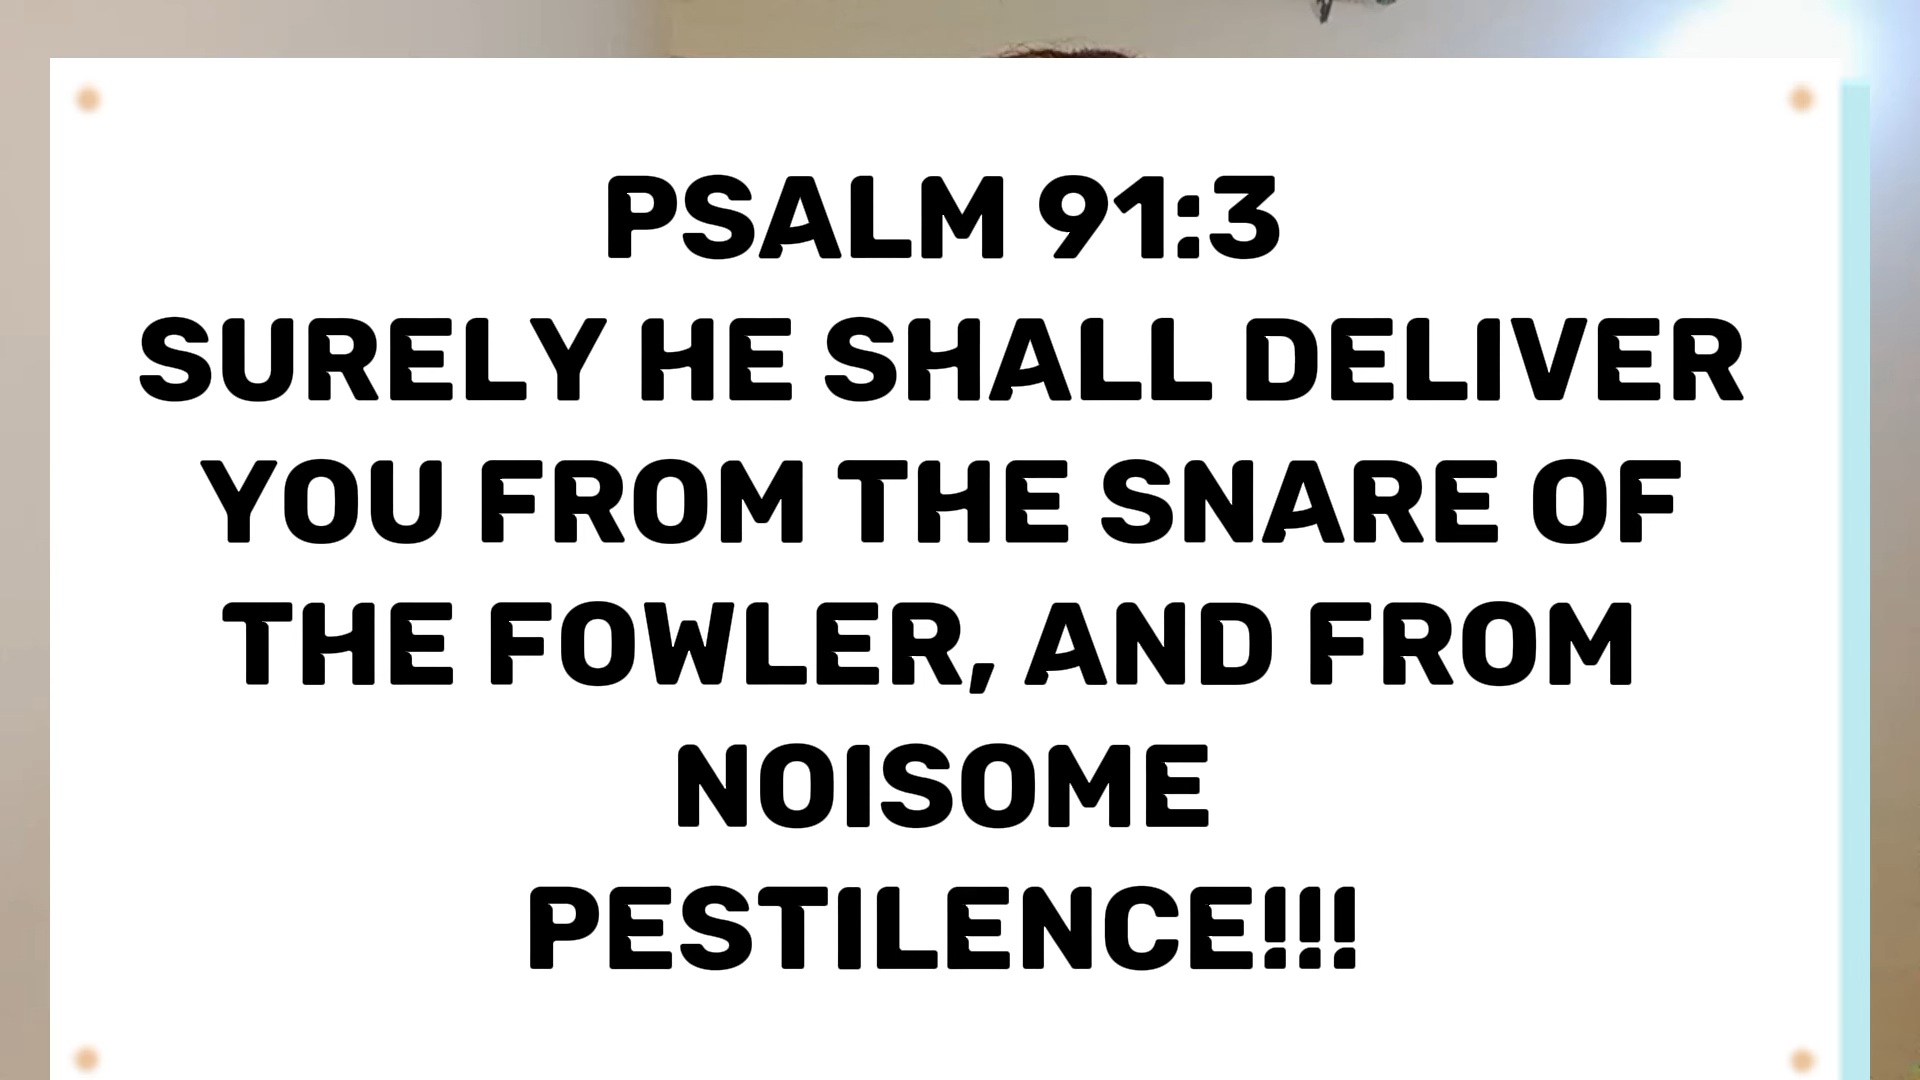 PSALM 91:3
SURELY HE SHALL DELIVER
YOU FROM THE SNARE OF
THE FOWLER, AND FROM
NOISOME
PESTILENCE!!!